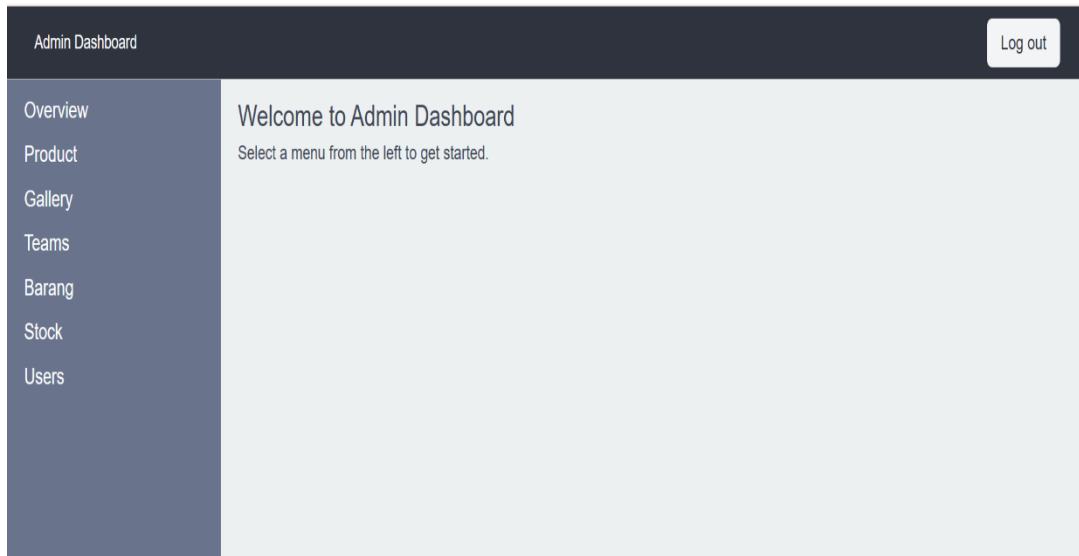 Admin Dashboard
Log out
Overview
Product
Gallery
Teams
Barang
Stock
Users
Welcome to Admin Dashboard
Select a menu from the left to get started.